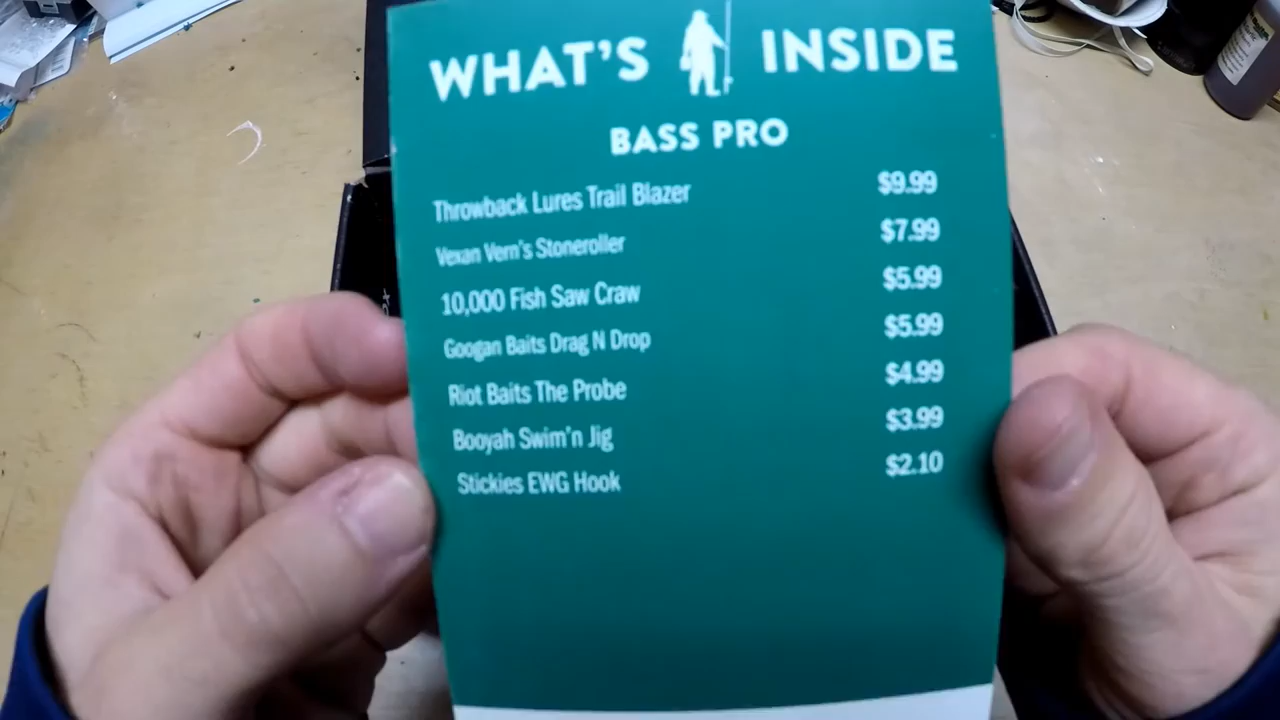 WHAT'S INSIDE
BASS PRO
Throwback Lures Trail Blazer $9.99
Vexan Vern's Stoneroller $7.99
10,000 Fish Saw Craw $5.99
Googan Baits Drag N Drop $5.99
Riot Baits The Probe $4.99
Booyah Swim'n Jig $3.99
Stickies EWG Hook $2.10